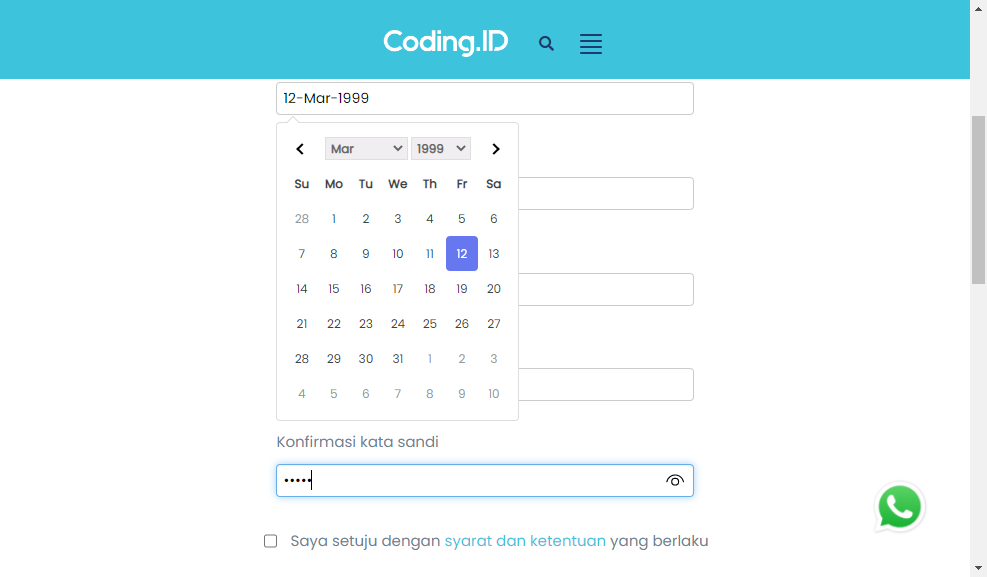 Coding.ID
12-Mar-1999
Mar 1999
Su Mo Tu We Th Fr Sa
28 1 2 3 4 5 6
7 8 9 10 11 12 13
14 15 16 17 18 19 20
21 22 23 24 25 26 27
28 29 30 31 1 2 3
4 5 6 7 8 9 10
Konfirmasi kata sandi
•••••
Saya setuju dengan syarat dan ketentuan yang berlaku